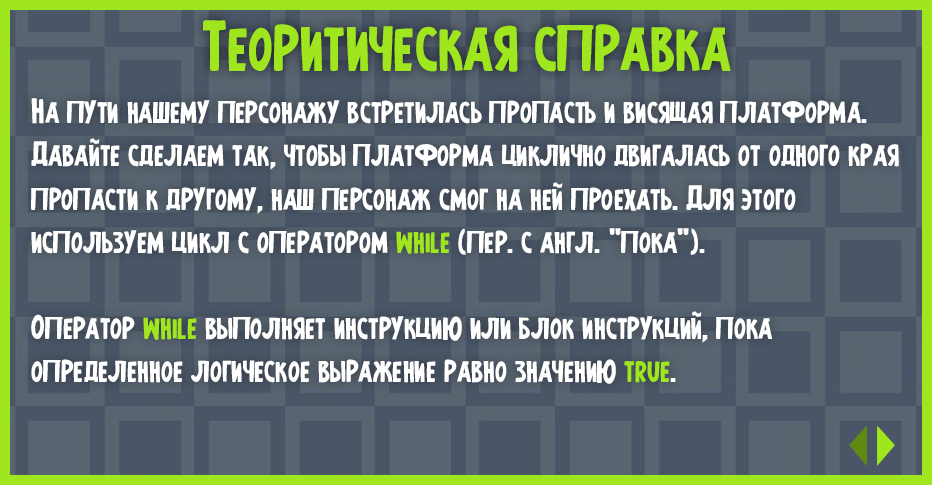 Теоритическая справка
На пути нашему персонажу встретилась пропасть и висящая платформа.
Давайте сделаем так, чтобы платформа циклично двигалась от одного края
пропасти к другому, наш персонаж смог на ней проехать. Для этого
используем цикл с оператором while (пер. с англ. "Пока").
Оператор while выполняет инструкцию или блок инструкций, пока
определенное логическое выражение равно значению true.